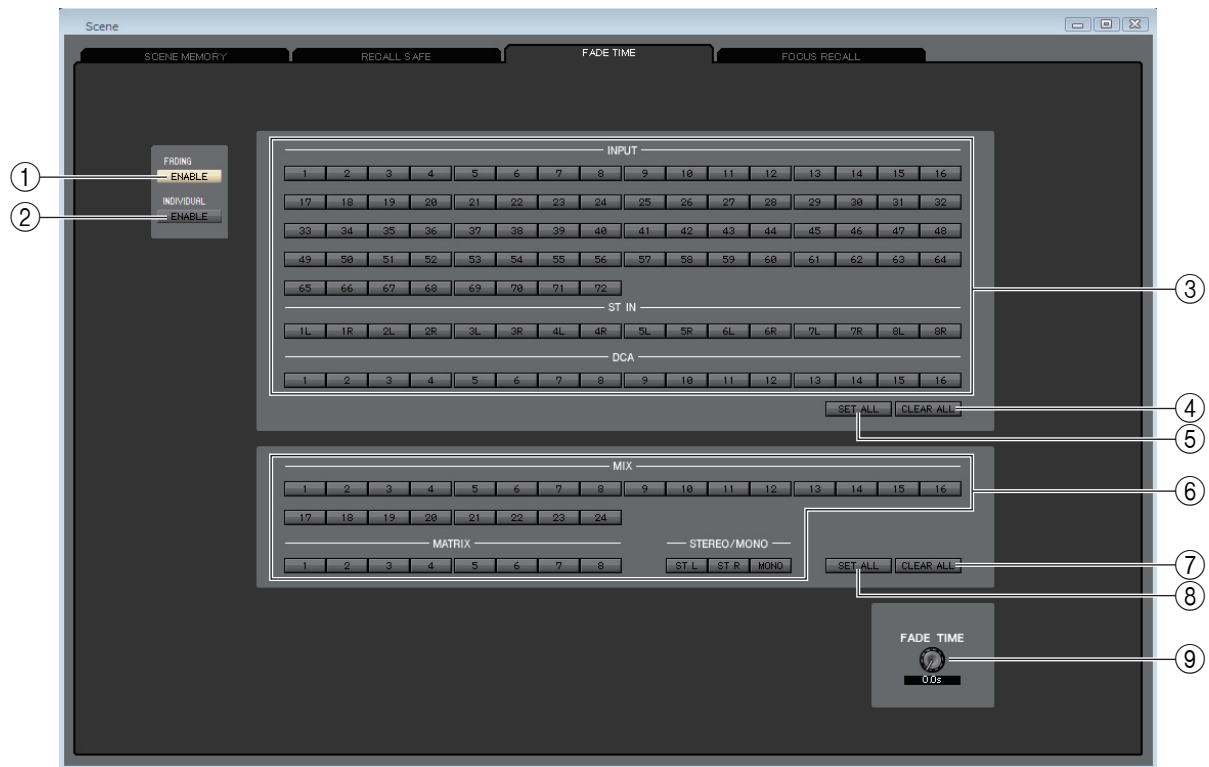 Scene
SCENE MEMORY RECALL SAFE FADE TIME FOCUS RECALL
FADING
① ENABLE
INDIVIDUAL
② ENABLE
INPUT
1 2 3 4 5 6 7 8 9 10 11 12 13 14 15 16
17 18 19 20 21 22 23 24 25 26 27 28 29 30 31 32
33 34 35 36 37 38 39 40 41 42 43 44 45 46 47 48
49 50 51 52 53 54 55 56 57 58 59 60 61 62 63 64
65 66 67 68 69 70 71 72
③
ST IN
1L 1R 2L 2R 3L 3R 4L 4R 5L 5R 6L 6R 7L 7R 8L 8R
DCA
1 2 3 4 5 6 7 8 9 10 11 12 13 14 15 16
SET ALL CLEAR ALL ④
⑤
MIX
1 2 3 4 5 6 7 8 9 10 11 12 13 14 15 16
⑥
17 18 19 20 21 22 23 24
MATRIX STEREO/MONO
1 2 3 4 5 6 7 8 ST L ST R MONO SET ALL CLEAR ALL ⑦
⑧
FADE TIME
⑨
0.0s